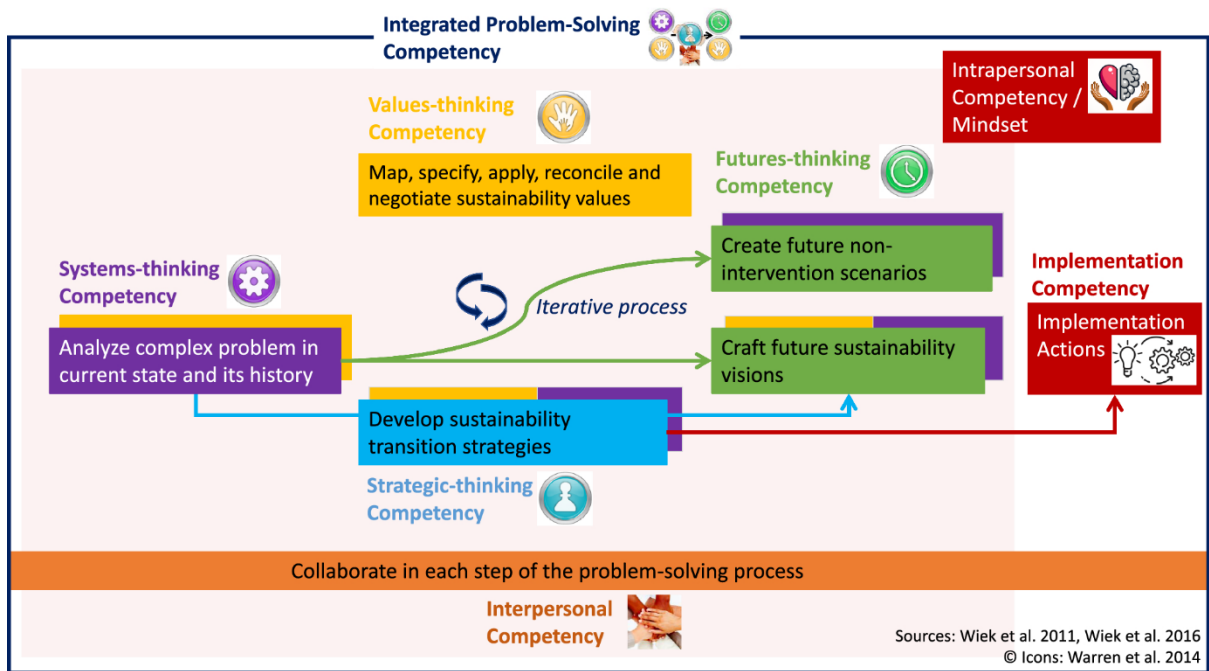 Integrated Problem-Solving
Competency
Intrapersonal
Competency /
Mindset
Values-thinking
Competency
Map, specify, apply, reconcile and
negotiate sustainability values
Futures-thinking
Competency
Create future non-
intervention scenarios
Systems-thinking
Competency
Iterative process
Implementation
Competency
Analyze complex problem in
current state and its history
Craft future sustainability
visions
Implementation
Actions
Develop sustainability
transition strategies
Strategic-thinking
Competency
Collaborate in each step of the problem-solving process
Interpersonal
Competency
Sources: Wiek et al. 2011, Wiek et al. 2016
© Icons: Warren et al. 2014